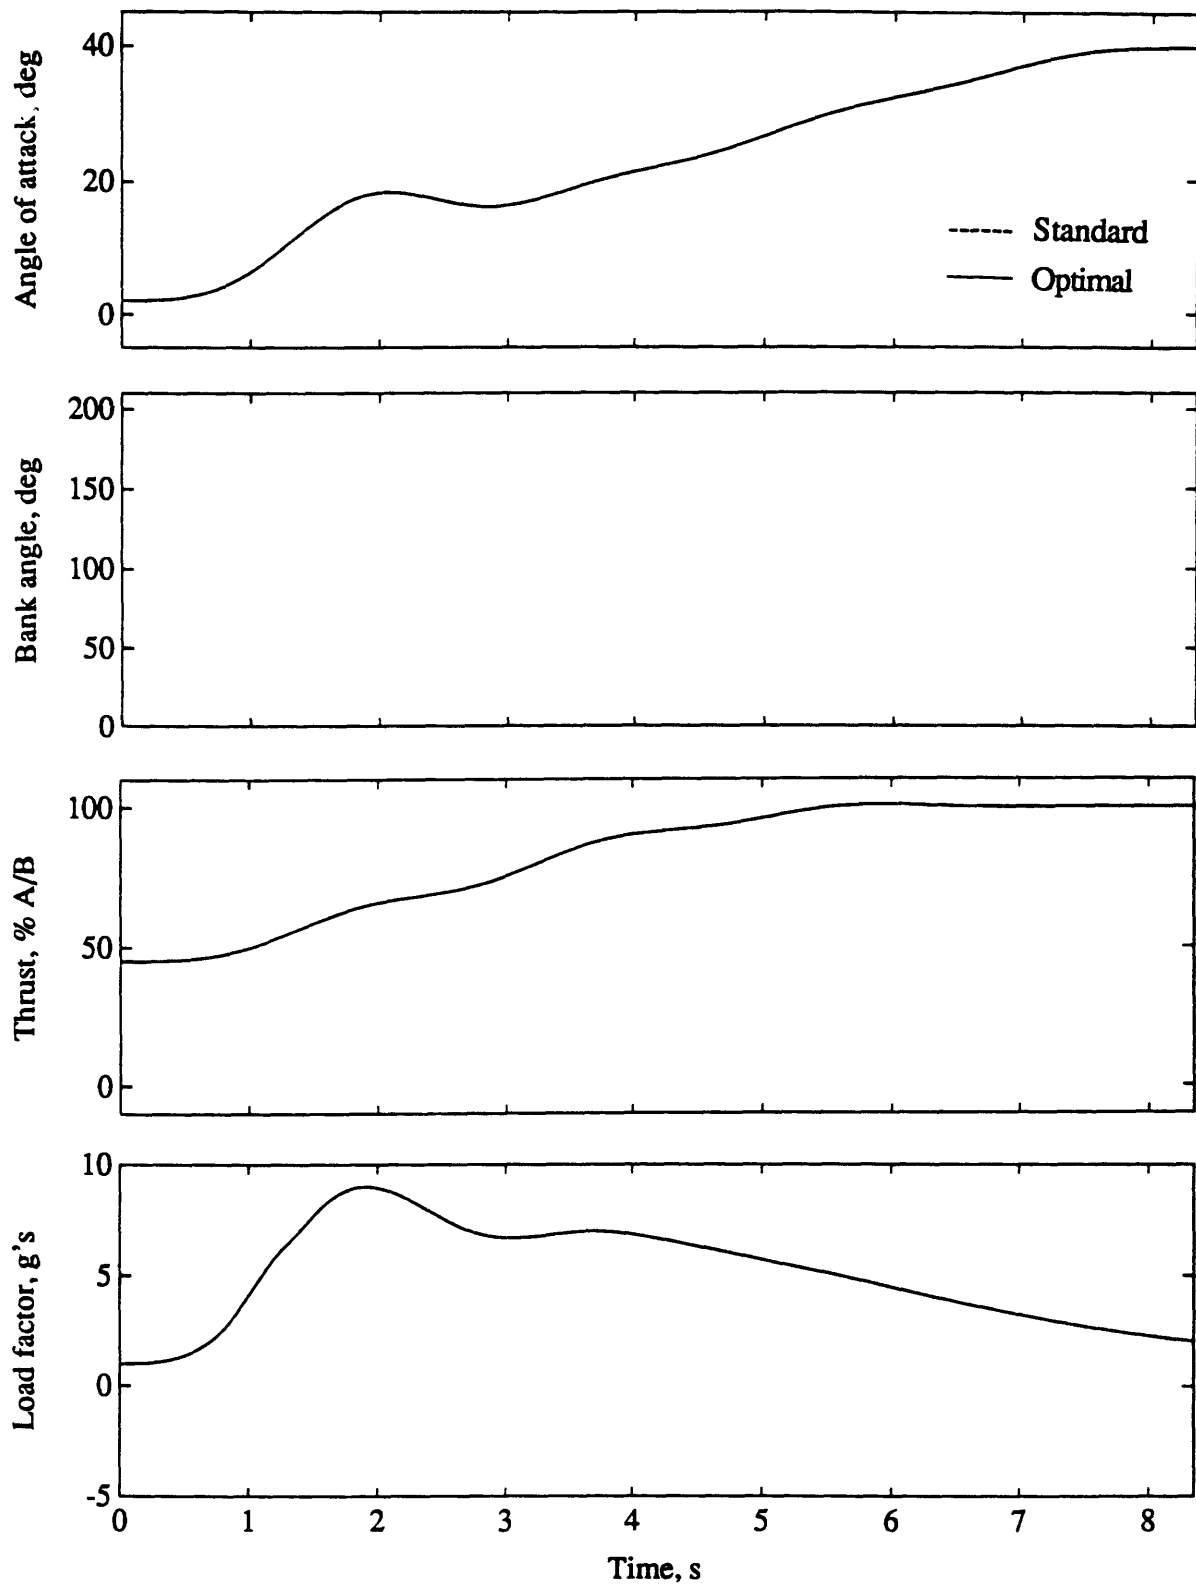 Angle of attack, deg
40
20
0
Standard
Optimal
Bank angle, deg
200
150
100
50
0
Thrust, % A/B
100
50
0
Load factor, g's
10
5
0
-5
0 1 2 3 4 5 6 7 8
Time, s